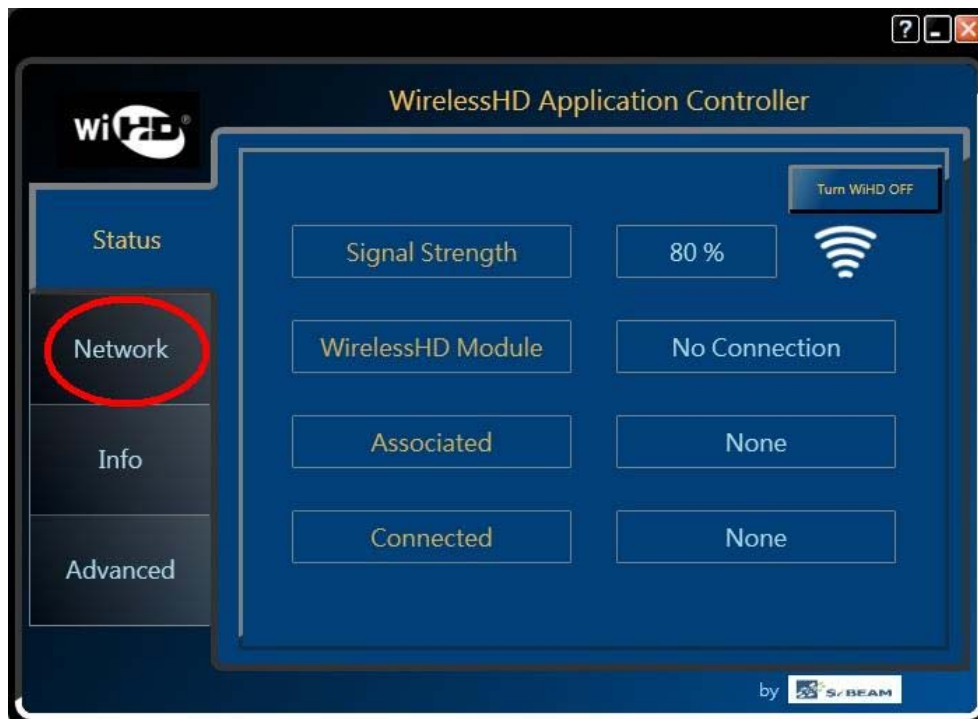 ?
WiHD®
WirelessHD Application Controller
Turn WiHD OFF
Status
Network
Info
Advanced
Signal Strength
80 %
WirelessHD Module
No Connection
Associated
None
Connected
None
by SiBEAM